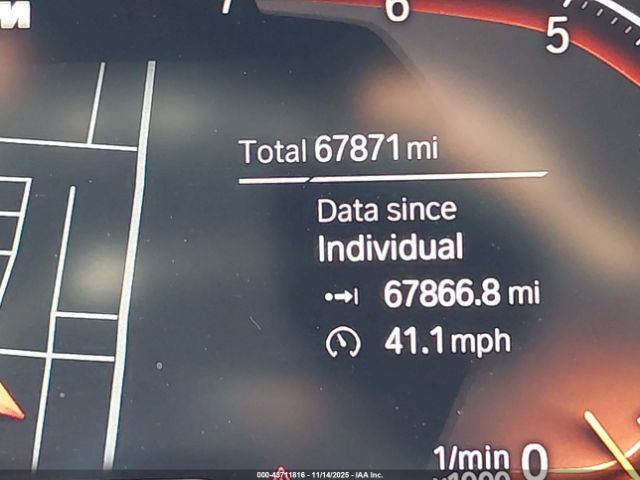 M
7 6 5
Total 67871 mi
Data since
Individual
67866.8 mi
41.1 mph
1/min 0
x1000
000-43711816 - 11/14/2025 - IAA Inc.